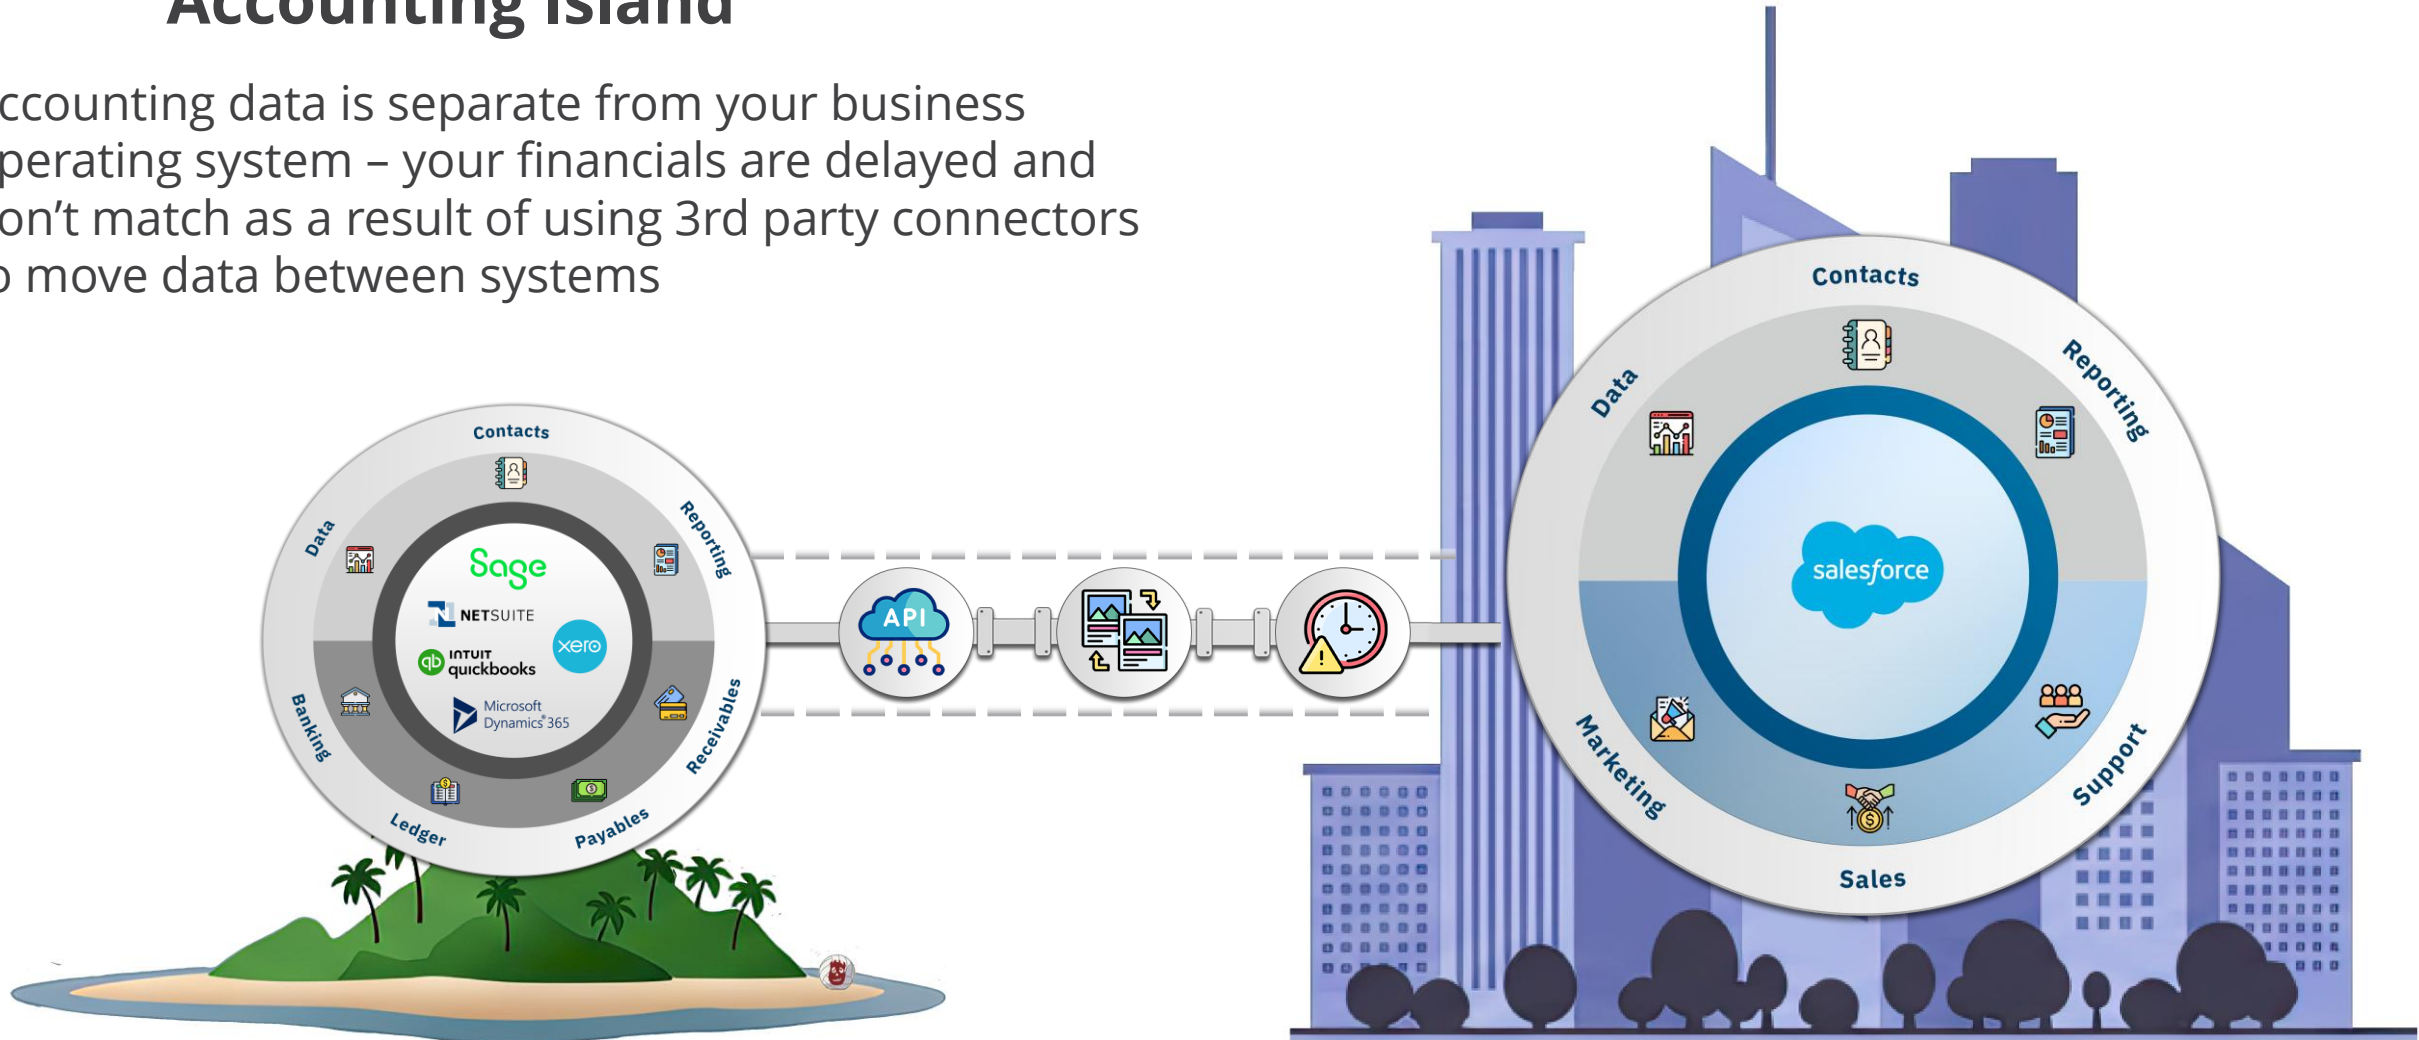 Accounting Island
ccounting data is separate from your business
perating system – your financials are delayed and
on't match as a result of using 3rd party connectors
o move data between systems
Contacts
Data
Reporting
Sage
NETSUITE
xero
qb INTUIT
quickbooks
Microsoft
Dynamics 365
Banking
Receivables
Ledger
Payables
API
Contacts
Data
Reporting
salesforce
Marketing
Support
Sales